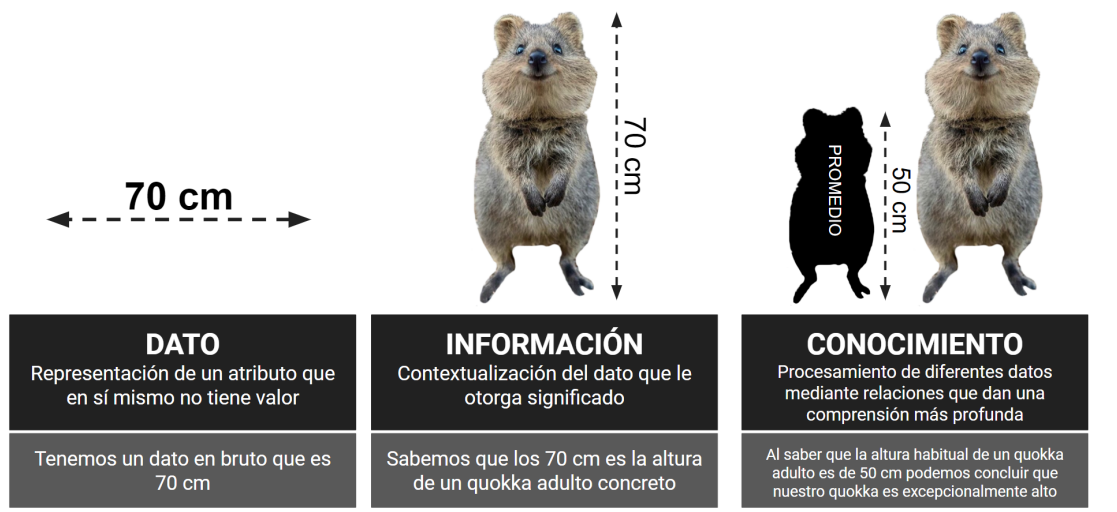 70 cm
70 cm
PROMEDIO
50 cm
DATO
Representación de un atributo que
en sí mismo no tiene valor
Tenemos un dato en bruto que es
70 cm
INFORMACIÓN
Contextualización del dato que le
otorga significado
Sabemos que los 70 cm es la altura
de un quokka adulto concreto
CONOCIMIENTO
Procesamiento de diferentes datos
mediante relaciones que dan una
comprensión más profunda
Al saber que la altura habitual de un quokka
adulto es de 50 cm podemos concluir que
nuestro quokka es excepcionalmente alto